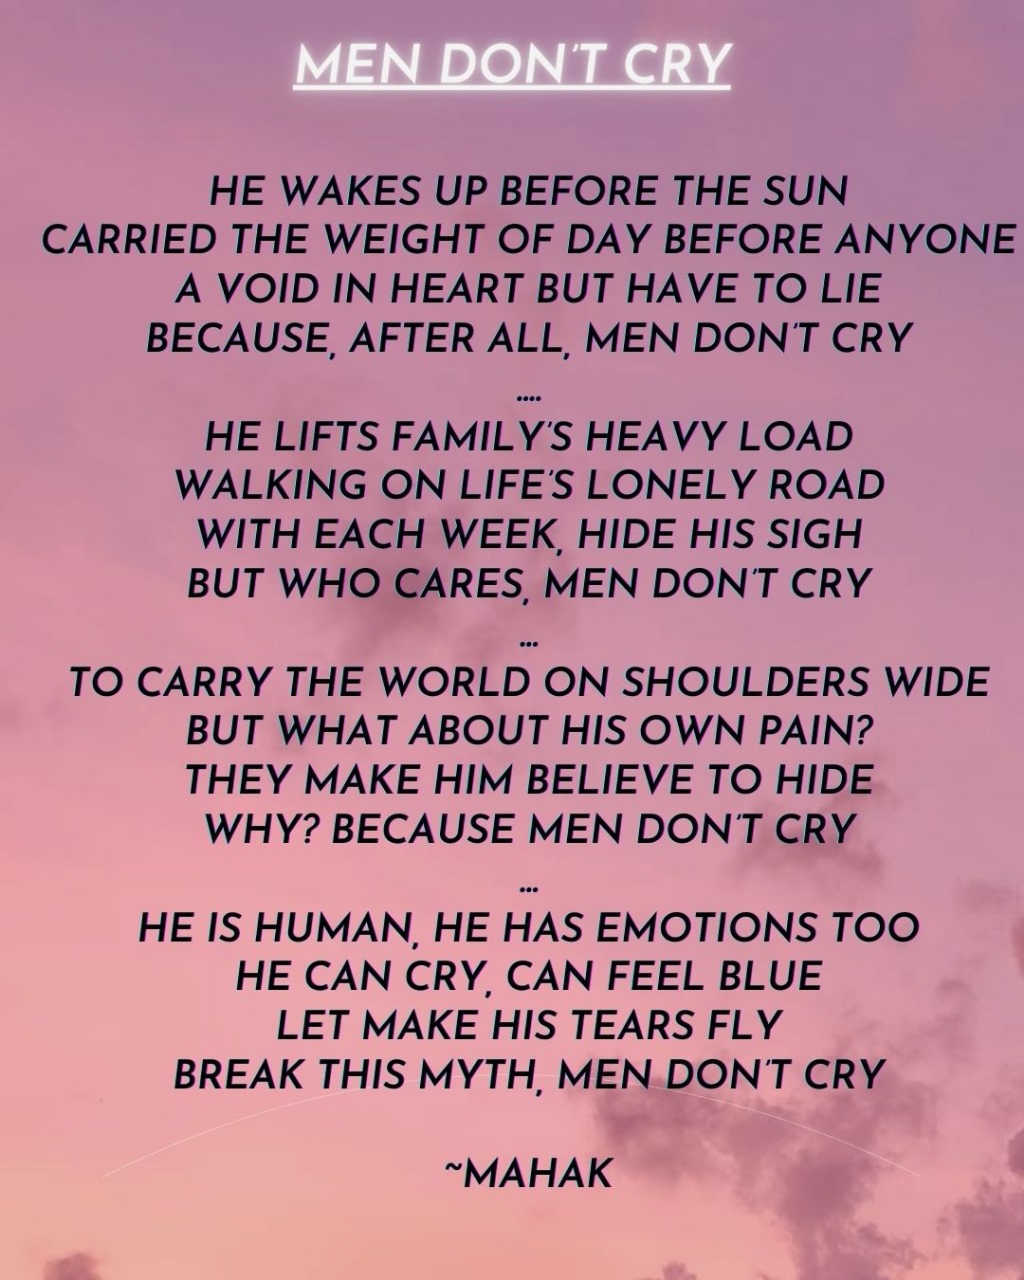 MEN DON'T CRY
HE WAKES UP BEFORE THE SUN
CARRIED THE WEIGHT OF DAY BEFORE ANYONE
A VOID IN HEART BUT HAVE TO LIE
BECAUSE, AFTER ALL, MEN DON'T CRY
....
HE LIFTS FAMILY'S HEAVY LOAD
WALKING ON LIFE'S LONELY ROAD
WITH EACH WEEK, HIDE HIS SIGH
BUT WHO CARES, MEN DON'T CRY
...
TO CARRY THE WORLD ON SHOULDERS WIDE
BUT WHAT ABOUT HIS OWN PAIN?
THEY MAKE HIM BELIEVE TO HIDE
WHY? BECAUSE MEN DON'T CRY
...
HE IS HUMAN, HE HAS EMOTIONS TOO
HE CAN CRY, CAN FEEL BLUE
LET MAKE HIS TEARS FLY
BREAK THIS MYTH, MEN DON'T CRY
~MAHAK